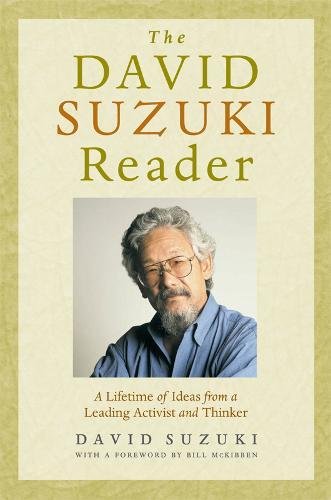 The
DAVID
SUZUKI
Reader
A Lifetime of Ideas from a
Leading Activist and Thinker
DAVID SUZUKI
WITH A FOREWORD BY BILL McKIBBEN